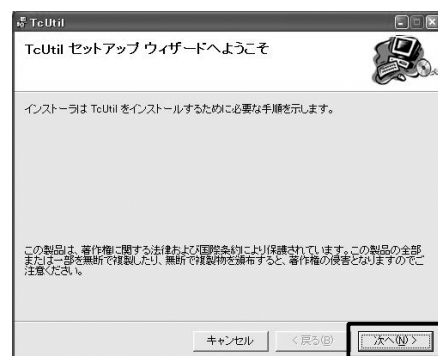 TcUtil
TcUtil セットアップ ウィザードへようこそ
インストーラは TcUtil をインストールするために必要な手順を示します。
この製品は、著作権に関する法律および国際条約により保護されています。この製品の全部
または一部を無断で複製したり、無断で複製物を頒布すると、著作権の侵害となりますのでご
注意ください。
キャンセル
< 戻る(B)
次へ(N) >